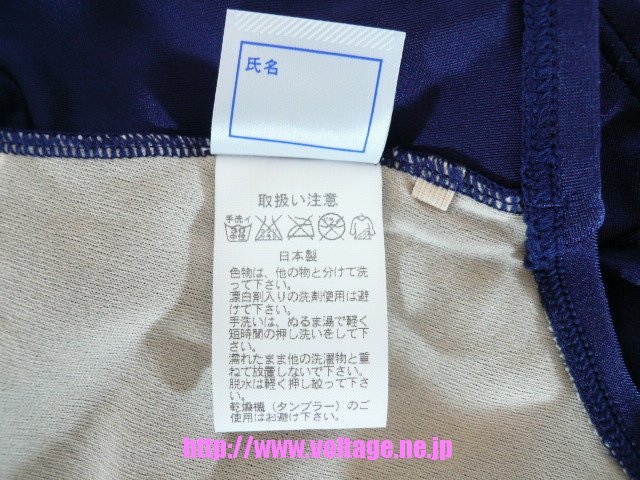 氏名
取扱い注意
手洗イ
30
中性
日本製
色物は、他の物と分けて洗
って下さい。
漂白剤入りの洗剤使用は避
けて下さい。
手洗いは、ぬるま湯で軽く
短時間の押し洗いをして下
さい。
濡れたまま他の洗濯物と重
ねて放置しないで下さい。
脱水は軽く押し絞って下さ
い。
乾燥機（タンブラー）のご
使用はお避け下さい。
http://www.voltage.ne.jp